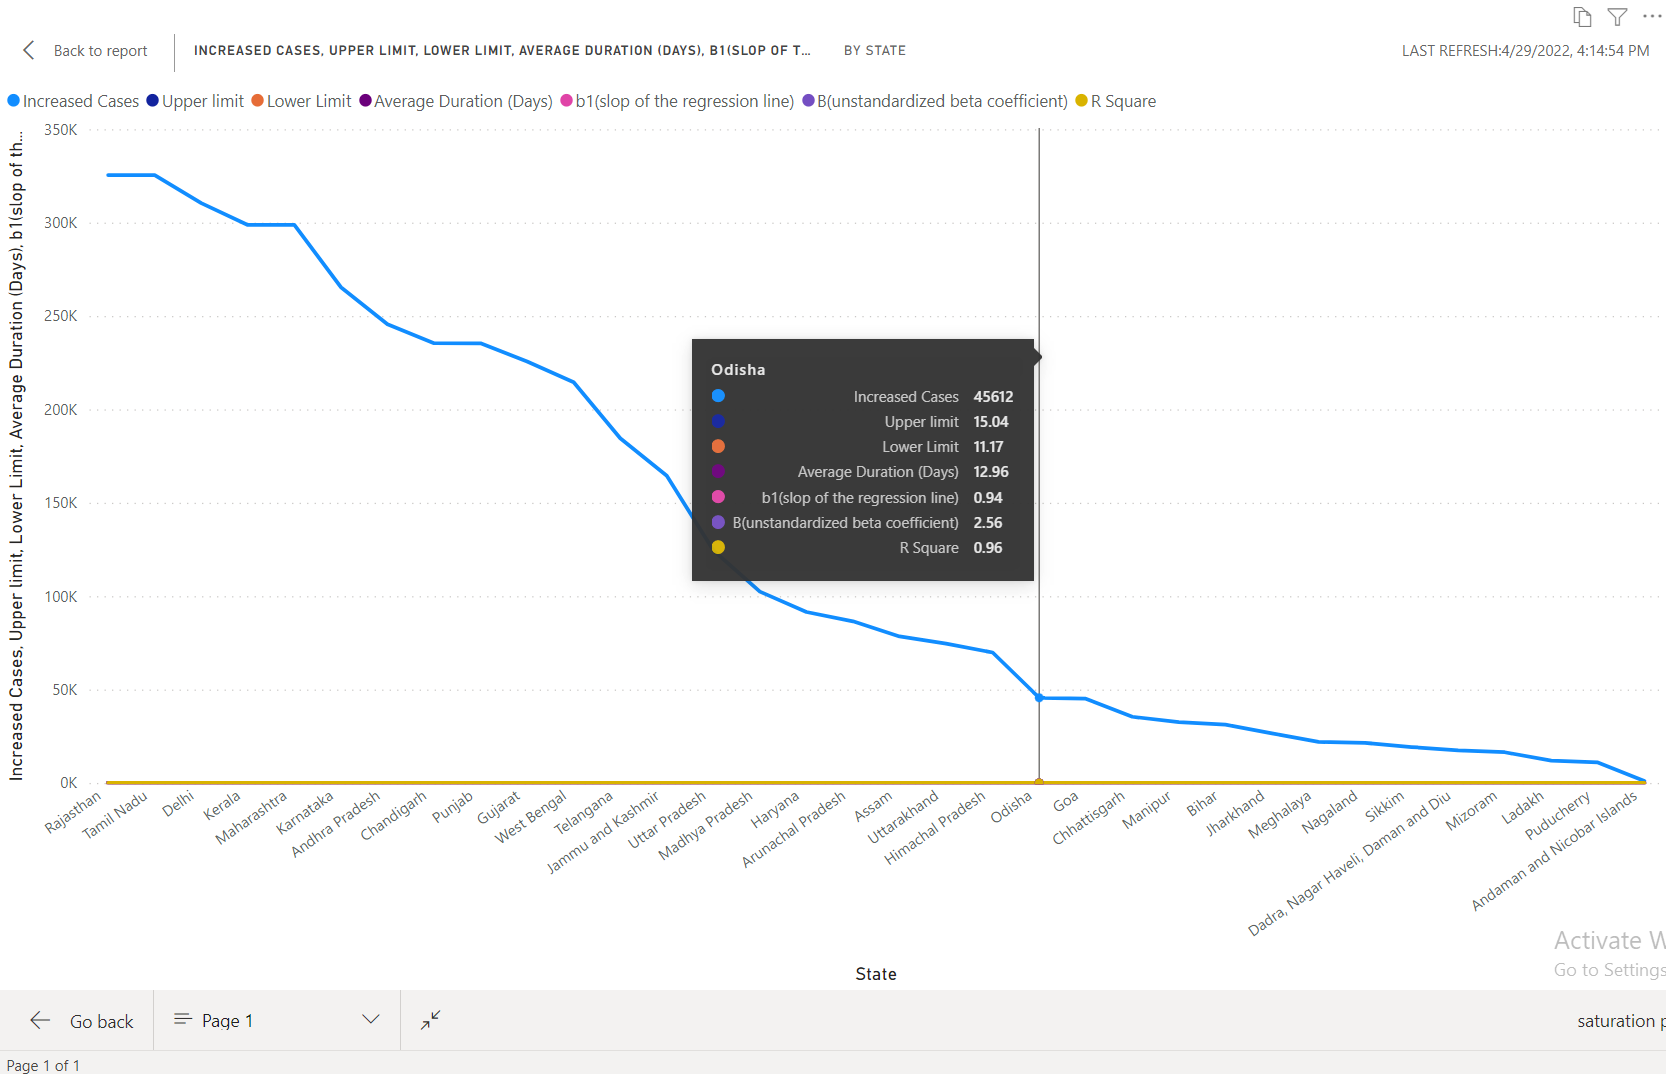 Back to report
INCREASED CASES, UPPER LIMIT, LOWER LIMIT, AVERAGE DURATION (DAYS), B1(SLOP OF T...
BY STATE
LAST REFRESH:4/29/2022, 4:14:54 PM
Increased Cases Upper limit Lower Limit Average Duration (Days) b1(slop of the regression line) B(unstandardized beta coefficient) R Square
Increased Cases, Upper limit, Lower Limit, Average Duration (Days), b1(slop of th...
350K
300K
250K
200K
150K
100K
50K
0K
Odisha
Increased Cases 45612
Upper limit 15.04
Lower Limit 11.17
Average Duration (Days) 12.96
b1(slop of the regression line) 0.94
B(unstandardized beta coefficient) 2.56
R Square 0.96
Rajasthan
Tamil Nadu
Delhi
Kerala
Maharashtra
Karnataka
Andhra Pradesh
Chandigarh
Punjab
Gujarat
West Bengal
Telangana
Jammu and Kashmir
Uttar Pradesh
Madhya Pradesh
Haryana
Arunachal Pradesh
Assam
Uttarakhand
Himachal Pradesh
Odisha
Goa
Chhattisgarh
Manipur
Bihar
Jharkhand
Meghalaya
Nagaland
Sikkim
Dadra, Nagar Haveli, Daman and Diu
Mizoram
Ladakh
Puducherry
Andaman and Nicobar Islands
State
Activate W
Go to Settings
Go back
Page 1
saturation p
Page 1 of 1